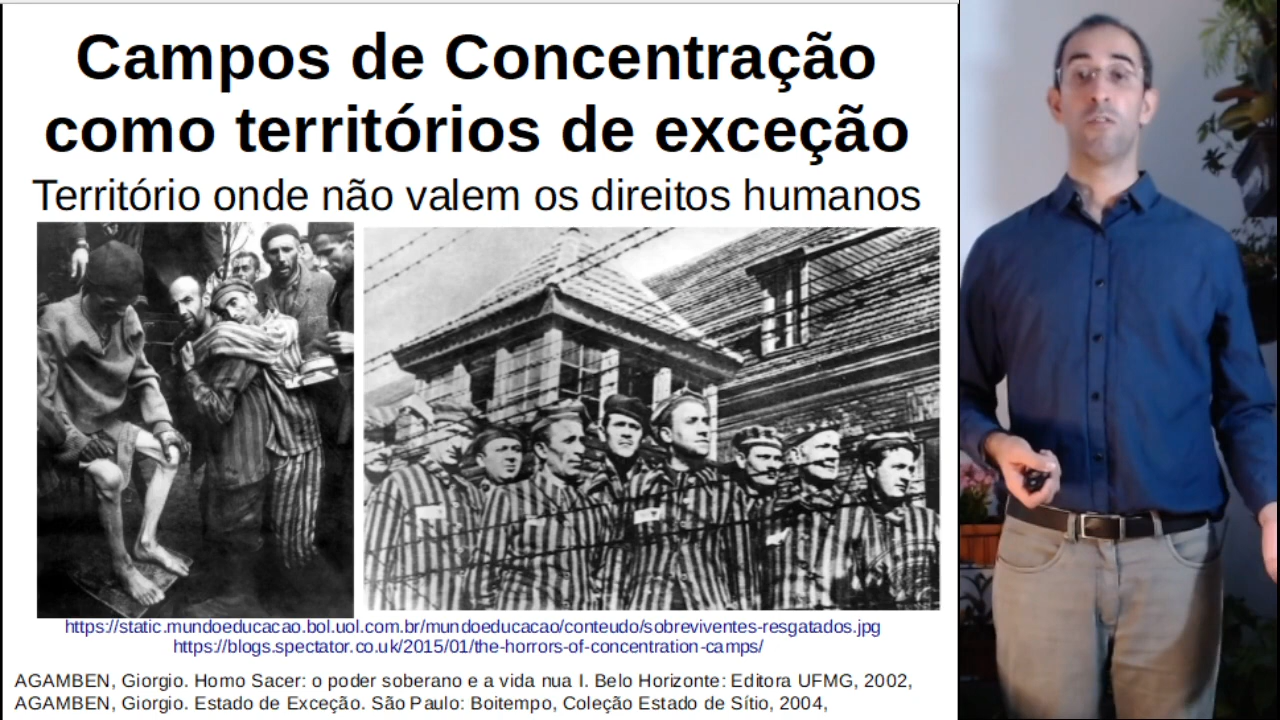 Campos de Concentração
como territórios de exceção
Território onde não valem os direitos humanos
https://static.mundoeducacao.bol.uol.com.br/mundoeducacao/conteudo/sobreviventes-resgatados.jpg
https://blogs.spectator.co.uk/2015/01/the-horrors-of-concentration-camps/
AGAMBEN, Giorgio. Homo Sacer: o poder soberano e a vida nua I. Belo Horizonte: Editora UFMG, 2002,
AGAMBEN, Giorgio. Estado de Exceção. São Paulo: Boitempo, Coleção Estado de Sítio, 2004,